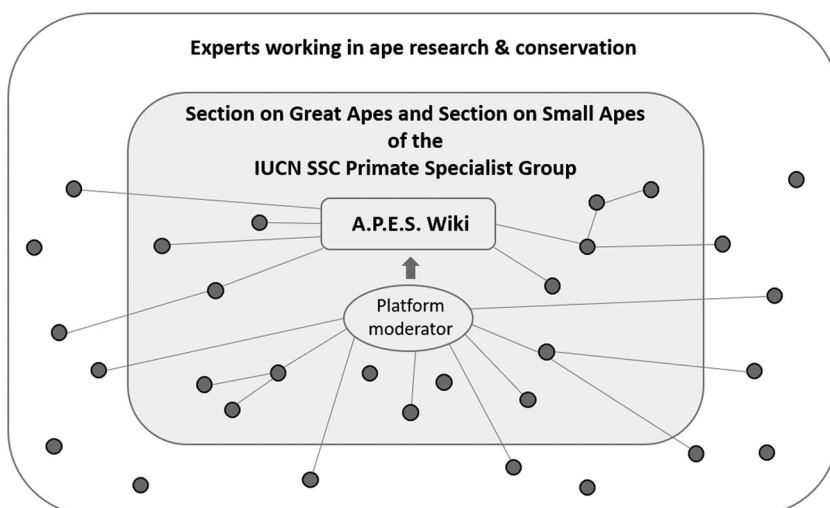 Experts working in ape research & conservation
Section on Great Apes and Section on Small Apes
of the
IUCN SSC Primate Specialist Group
A.P.E.S. Wiki
Platform
moderator